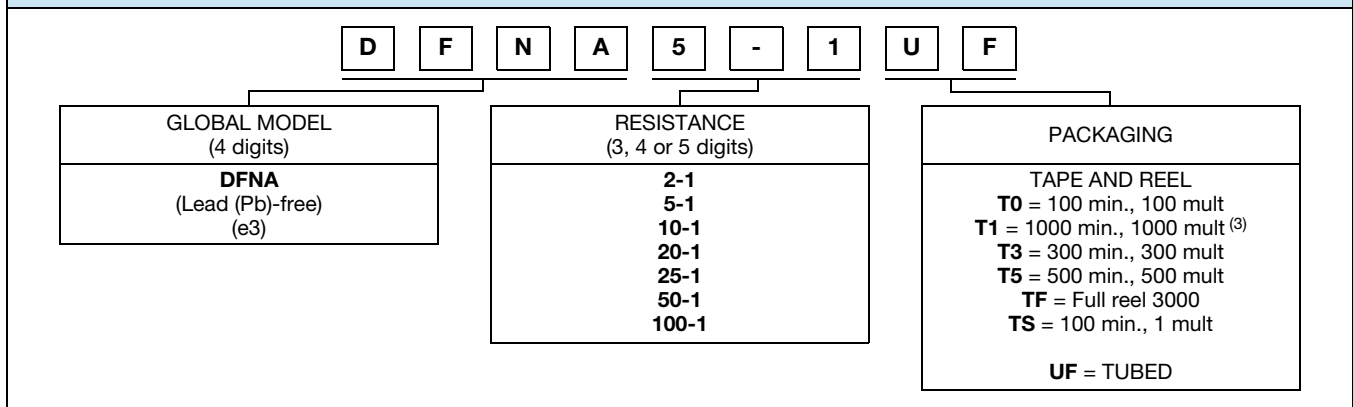 D F N A 5 - 1 U F
GLOBAL MODEL
(4 digits)
DFNA
(Lead (Pb)-free)
(e3)
RESISTANCE
(3, 4 or 5 digits)
2-1
5-1
10-1
20-1
25-1
50-1
100-1
PACKAGING
TAPE AND REEL
T0 = 100 min., 100 mult
T1 = 1000 min., 1000 mult (3)
T3 = 300 min., 300 mult
T5 = 500 min., 500 mult
TF = Full reel 3000
TS = 100 min., 1 mult
UF = TUBED